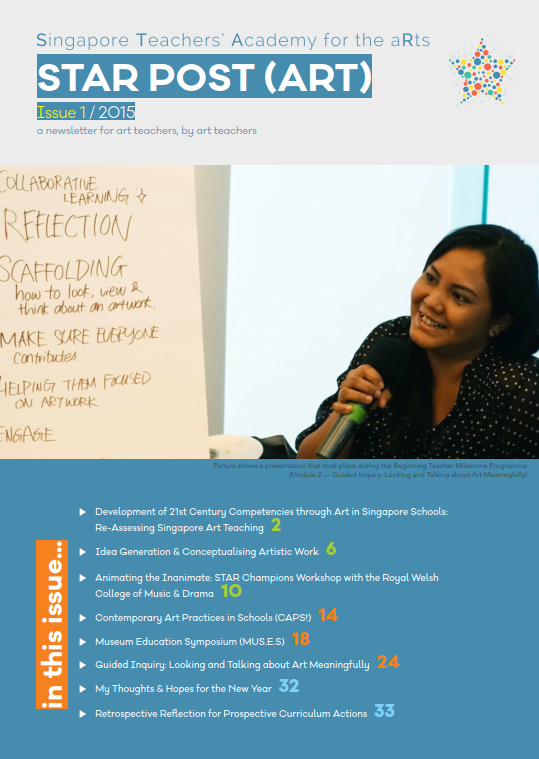 Singapore Teachers' Academy for the aRts
STAR POST (ART)
Issue 1 / 2015
a newsletter for art teachers, by art teachers
COLLABORATIVE
LEARNING
REFLECTION
SCAFFOLDING
how to look, view &
think about an artwork.
MAKE SURE EVERYONE
contributes
HELPING THEM FOCUSED
ON ARTWORK
ENGAGE
Picture shows a presentation that took place during the Beginning Teacher Milestone Programme
(Module 2 — Guided Inquiry: Looking and Talking about Art Meaningfully)
in this issue...
Development of 21st Century Competencies through Art in Singapore Schools:
Re-Assessing Singapore Art Teaching 2
Idea Generation & Conceptualising Artistic Work 6
Animating the Inanimate: STAR Champions Workshop with the Royal Welsh
College of Music & Drama 10
Contemporary Art Practices in Schools (CAPS!) 14
Museum Education Symposium (MUS.E.S) 18
Guided Inquiry: Looking and Talking about Art Meaningfully 24
My Thoughts & Hopes for the New Year 32
Retrospective Reflection for Prospective Curriculum Actions 33